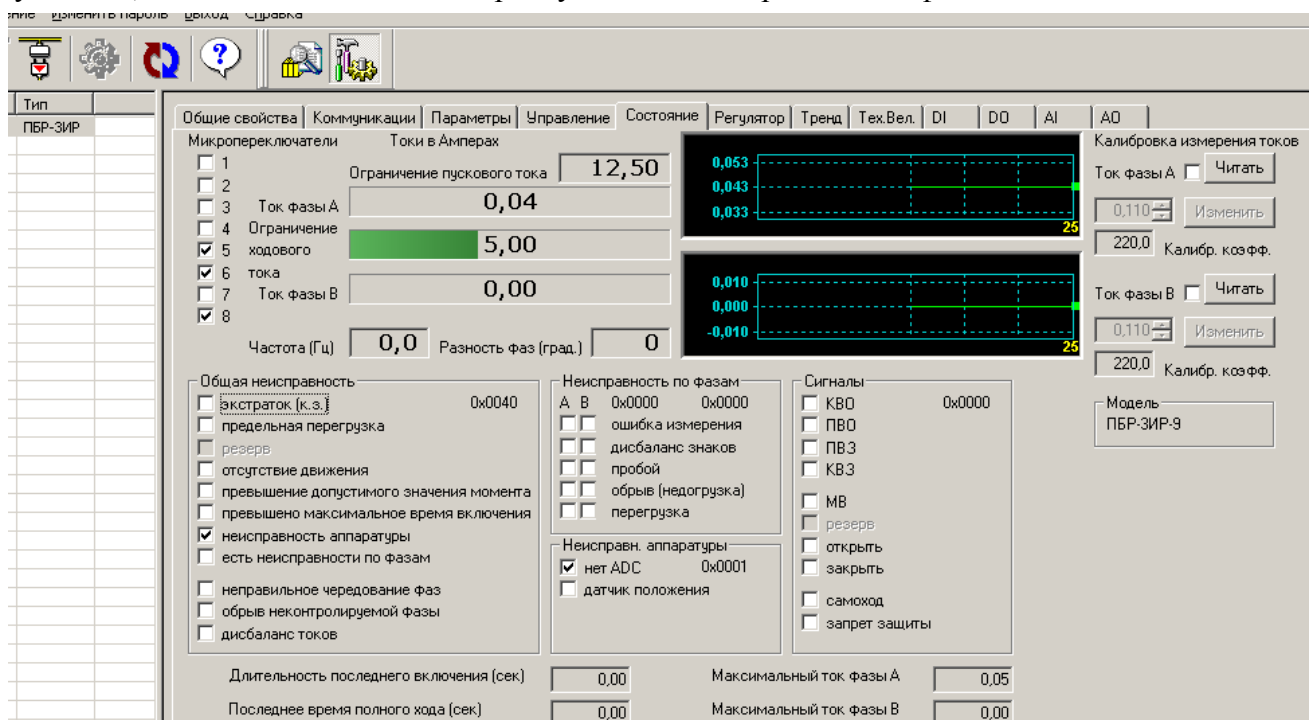 ение Изменить пароль Выход Справка
Тип
ПБР-ЗИР
Общие свойства Коммуникации Параметры Управление Состояние Регулятор Тренд Тех.Вел. DI DO AI AO
Микропереключатели Токи в Амперах
1
2
3
4
5
6
7
8
Ограничение пускового тока 12,50
Ток фазы А 0,04
Ограничение
ходового 5,00
тока
Ток фазы В 0,00
Частота (Гц) 0,0 Разность фаз (град.) 0
0,053
0,043
0,033
25
0,010
0,000
-0,010
25
Калибровка измерения токов
Ток фазы А Читать
0,110 Изменить
220,0 Калибр. коэфф.
Ток фазы В Читать
0,110 Изменить
220,0 Калибр. коэфф.
Модель
ПБР-ЗИР-9
Общая неисправность
экстраток (к.з.) 0x0040
предельная перегрузка
резерв
отсутствие движения
превышение допустимого значения момента
превышено максимальное время включения
неисправность аппаратуры
есть неисправности по фазам
неправильное чередование фаз
обрыв неконтролируемой фазы
дисбаланс токов
Неисправность по фазам
А В 0x0000 0x0000
ошибка измерения
дисбаланс знаков
пробой
обрыв (недогрузка)
перегрузка
Неисправн. аппаратуры
нет ADC 0x0001
датчик положения
Сигналы
КВО 0x0000
ПВО
ПВЗ
КВЗ
МВ
резерв
открыть
закрыть
самоход
запрет защиты
Длительность последнего включения (сек) 0,00 Максимальный ток фазы А 0,05
Последнее время полного хода (сек) 0,00 Максимальный ток фазы В 0,00